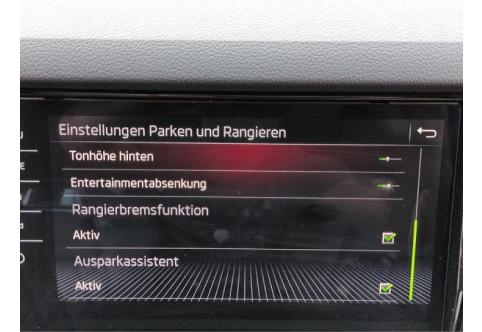 Einstellungen Parken und Rangieren
Tonhöhe hinten
Entertainmentabsenkung
Rangierbremsfunktion
Aktiv
Ausparkassistent
Aktiv